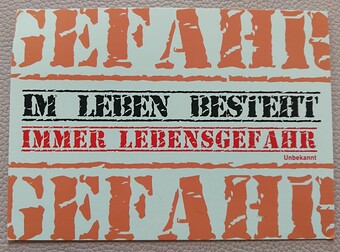 GEFAHR
IM LEBEN BESTEHT
IMMER LEBENSGEFAHR
Unbekannt
GEFAHR